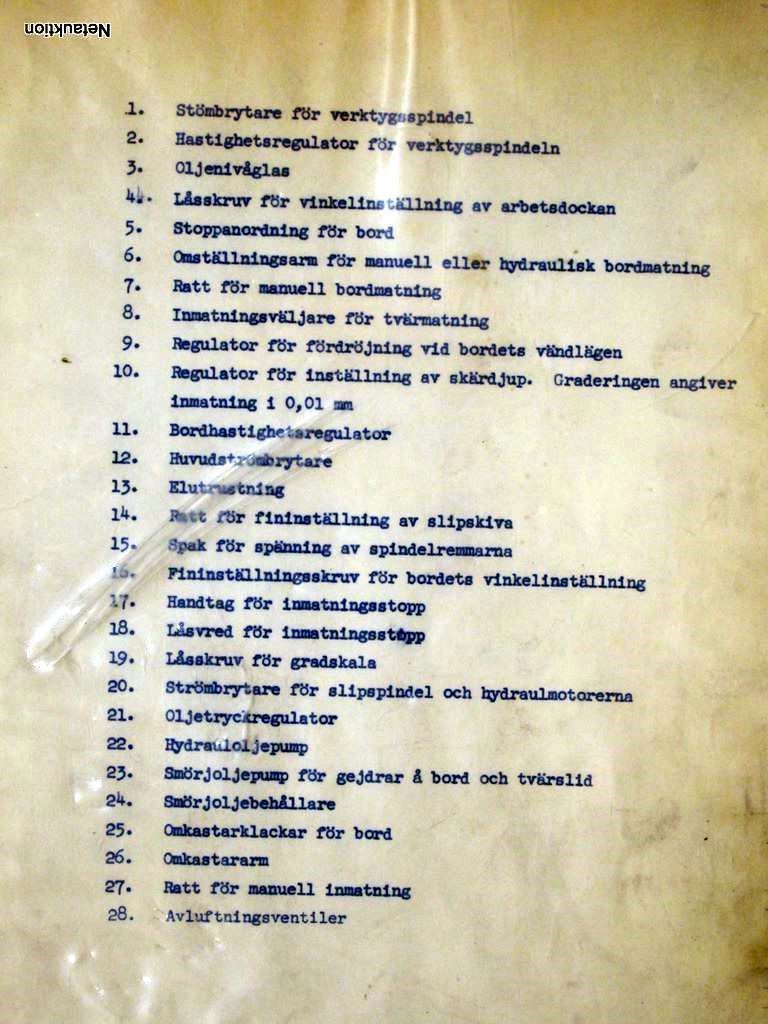 Netauktion
1. Stömbrytare för verktygsspindel
2. Hastighetsregulator för verktygsspindeln
3. Oljenivåglas
4. Låsskruv för vinkelinställning av arbetsdockan
5. Stoppanordning för bord
6. Omställningsarm för manuell eller hydraulisk bordmatning
7. Ratt för manuell bordmatning
8. Inmatningsväljare för tvärmatning
9. Regulator för fördröjning vid bordets vändlägen
10. Regulator för inställning av skärdjup. Graderingen angiver
inmatning i 0,01 mm
11. Bordhastighetsregulator
12. Huvudströmbrytare
13. Elutrustning
14. Ratt för fininställning av slipskiva
15. Spak för spänning av spindelremmarna
16. Fininställningsskruv för bordets vinkelinställning
17. Handtag för inmatningsstopp
18. Låsvred för inmatningsstopp
19. Låsskruv för gradskala
20. Strömbrytare för slipspindel och hydraulmotorerna
21. Oljetryckregulator
22. Hydrauloljepump
23. Smörjoljepump för gejdrar å bord och tvärslid
24. Smörjoljebehållare
25. Omkastarklackar för bord
26. Omkastararm
27. Ratt för manuell inmatning
28. Avluftningsventiler